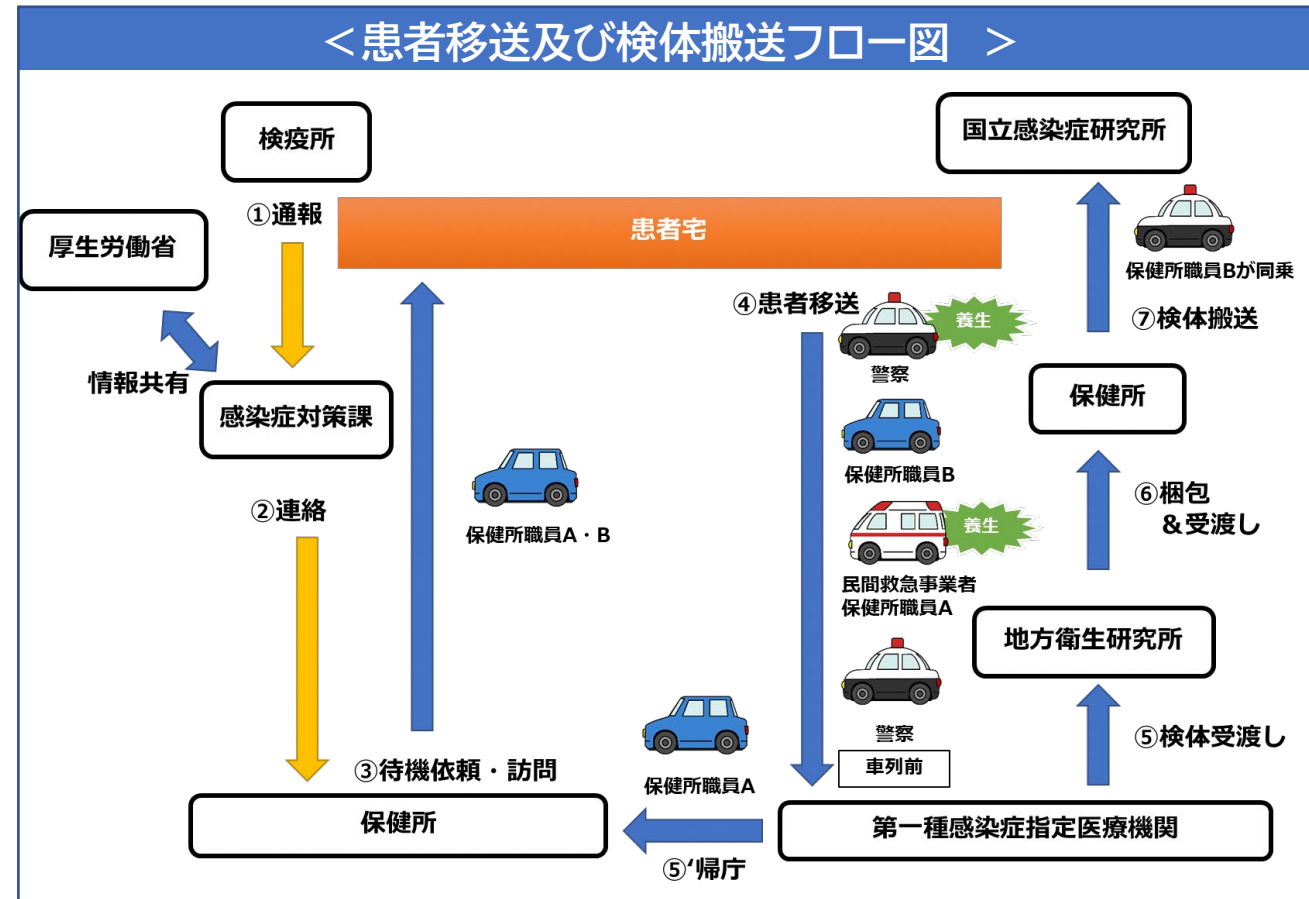 ＜患者移送及び検体搬送フロー図　＞
検疫所
国立感染症研究所
①通報
患者宅
厚生労働省
保健所職員Bが同乗
④患者移送
養生
⑦検体搬送
警察
情報共有
感染症対策課
保健所
保健所職員B
②連絡
保健所職員A・B
養生
⑥梱包
＆受渡し
民間救急事業者
保健所職員A
地方衛生研究所
警察
⑤検体受渡し
車列前
③待機依頼・訪問
保健所職員A
保健所
第一種感染症指定医療機関
⑤‘帰庁